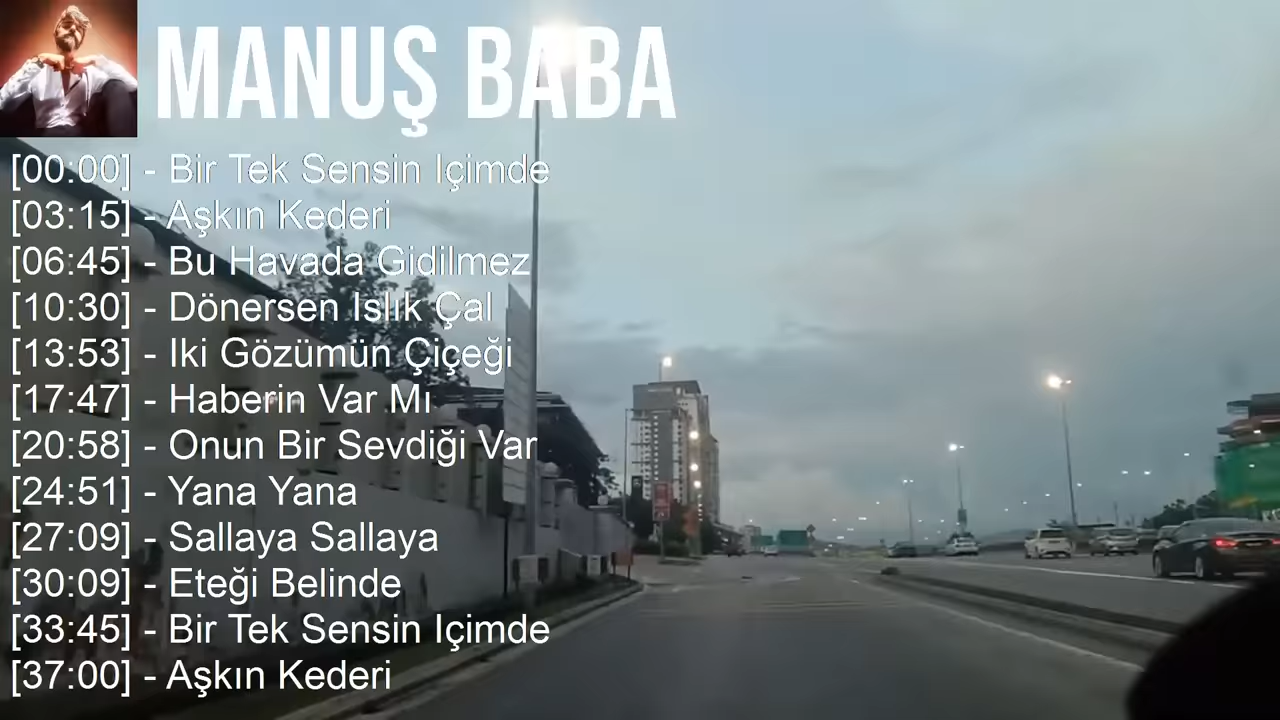 MANUŞ BABA
[00:00] - Bir Tek Sensin Içimde
[03:15] - Aşkın Kederi
[06:45] - Bu Havada Gidilmez
[10:30] - Dönersen Islık Çal
[13:53] - Iki Gözümün Çiçeği
[17:47] - Haberin Var Mı
[20:58] - Onun Bir Sevdiği Var
[24:51] - Yana Yana
[27:09] - Sallaya Sallaya
[30:09] - Eteği Belinde
[33:45] - Bir Tek Sensin Içimde
[37:00] - Aşkın Kederi